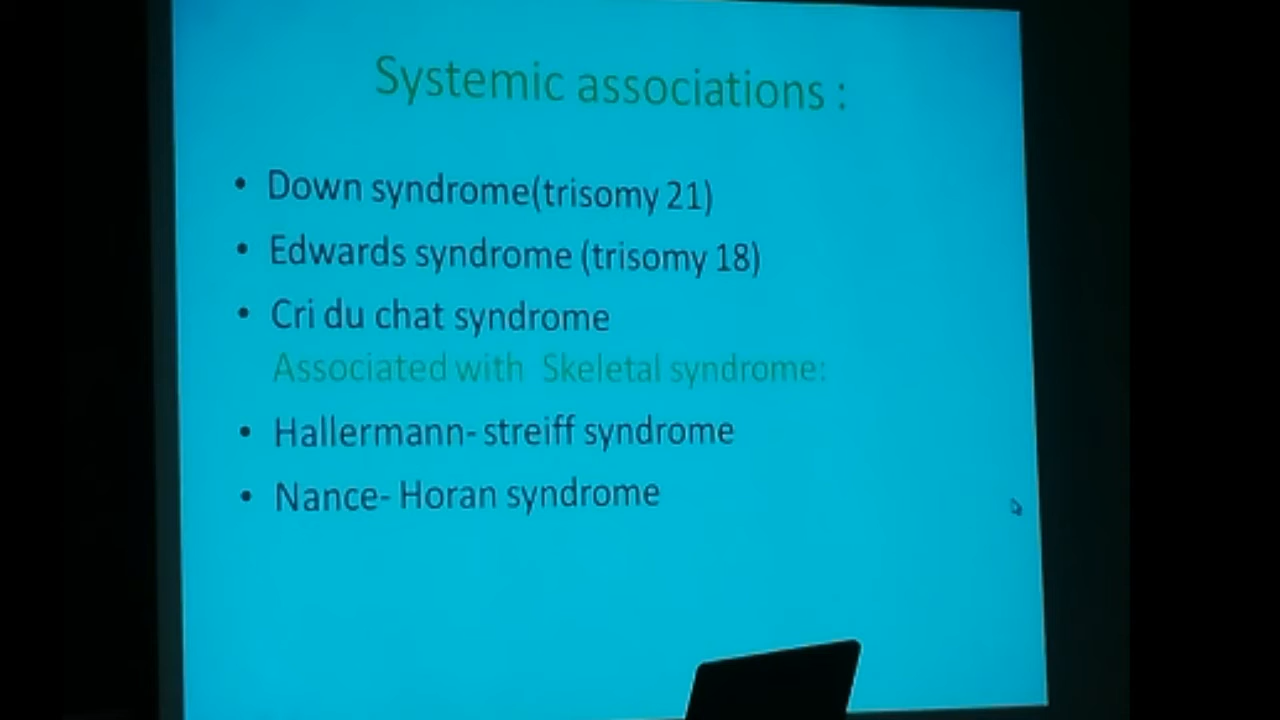 Systemic associations :
• Down syndrome(trisomy 21)
• Edwards syndrome (trisomy 18)
• Cri du chat syndrome
Associated with Skeletal syndrome:
• Hallermann- streiff syndrome
• Nance- Horan syndrome